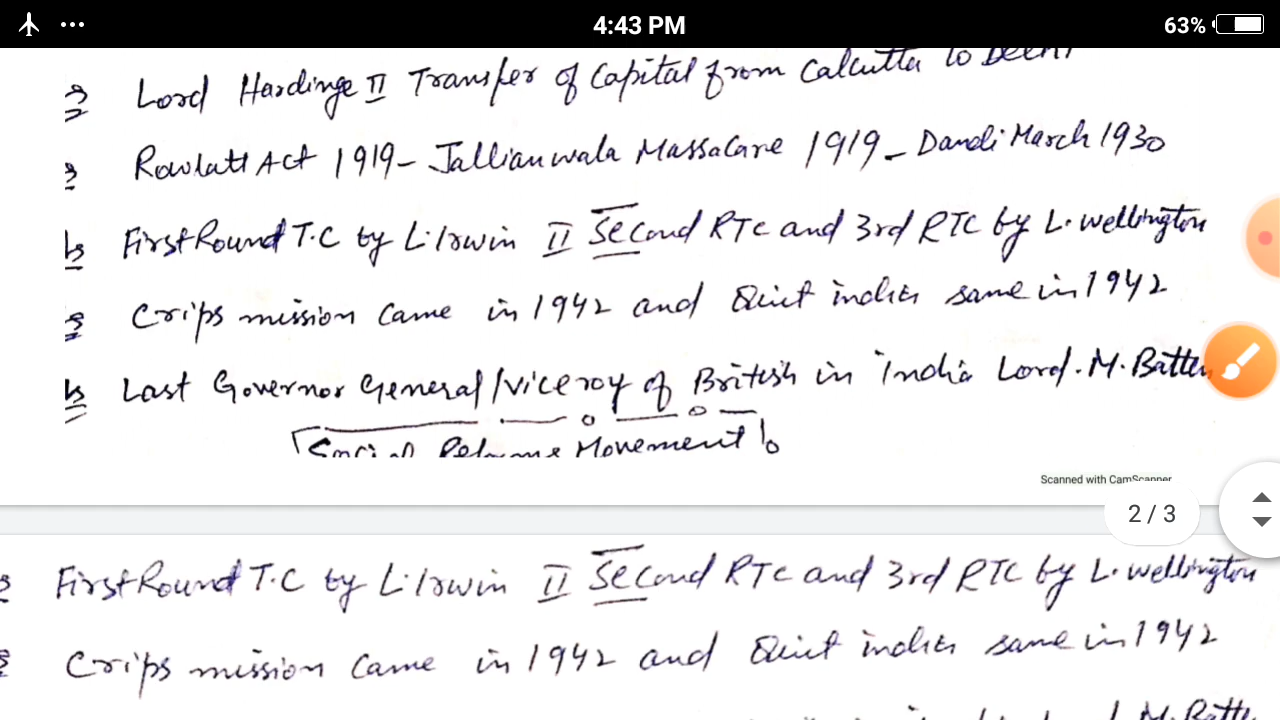 4:43 PM
63%
Lord Hardinge II Transfer of Capital from Calcutta to Delhi
Rowlatt Act 1919- Jallianwala Massacare 1919 - Dandi March 1930
First Round T.C by L. Irwin II Second RTC and 3rd RTC by L. wellington
Crips mission came in 1942 and Quit india same in 1942
Last Governor General/viceroy of British in India Lord. M. Batten
Social Reforms Movement
Scanned with CamScanner
2 / 3
First Round T.C by L. Irwin II Second RTC and 3rd RTC by L. wellington
Crips mission came in 1942 and Quit india same in 1942